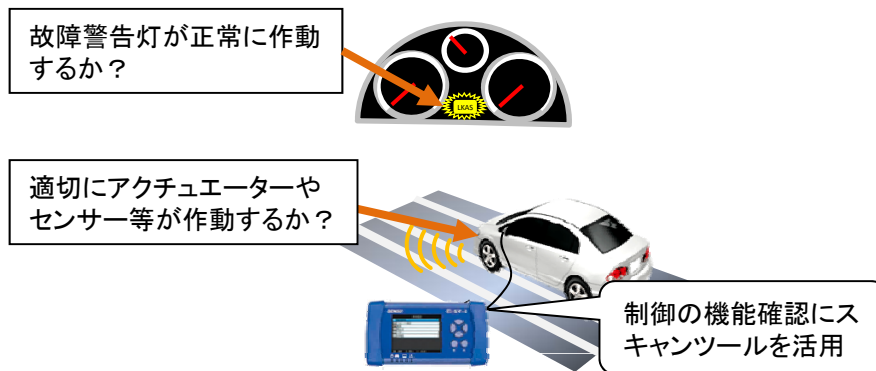 故障警告灯が正常に作動
するか？
LKAS
適切にアクチュエーターや
センサー等が作動するか？
制御の機能確認にス
キャンツールを活用